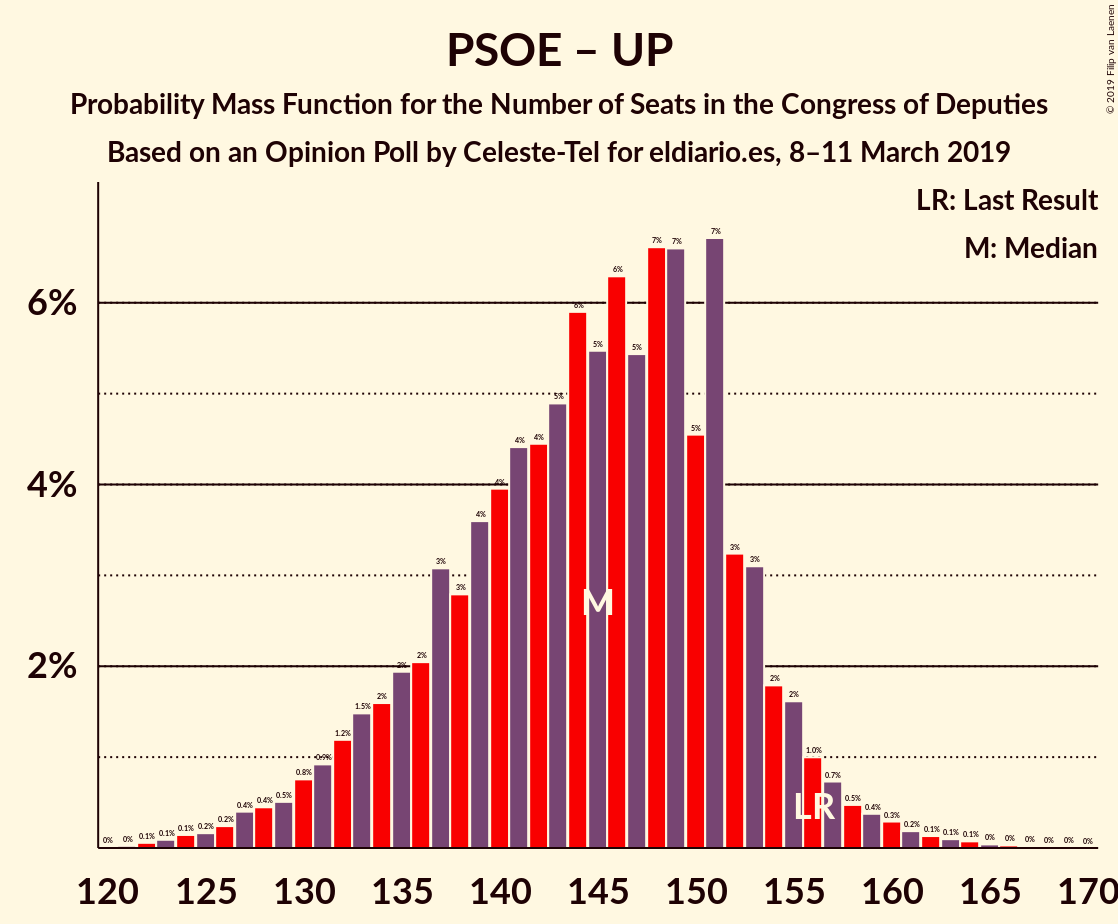 PSOE – UP
Probability Mass Function for the Number of Seats in the Congress of Deputies
Based on an Opinion Poll by Celeste-Tel for eldiario.es, 8–11 March 2019
© 2019 Filip van Laenen
LR: Last Result
M: Median
6%
4%
2%
0% 0% 0.1% 0.1% 0.1% 0.2% 0.2% 0.4% 0.4% 0.5% 0.8% 0.9% 1.2% 1.5% 2% 2% 2% 3% 3% 4% 4% 4% 4% 5% 6% 5% 6% 5% 7% 7% 5% 7% 3% 3% 2% 2% 1.0% 0.7% 0.5% 0.4% 0.3% 0.2% 0.1% 0.1% 0.1% 0% 0% 0% 0% 0% 0%
M
LR
120 125 130 135 140 145 150 155 160 165 170